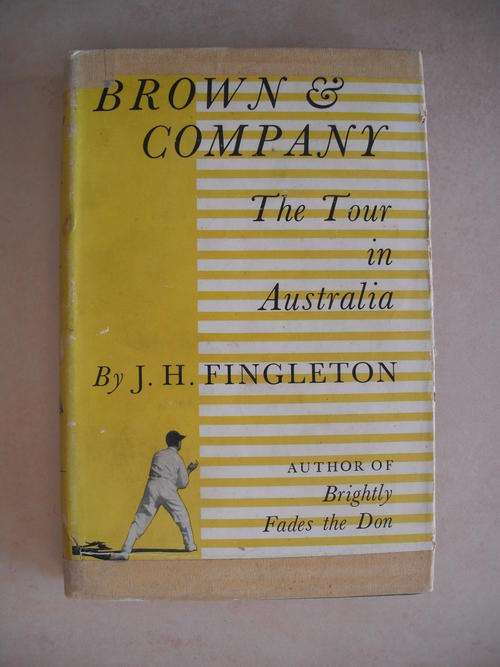 BROWN &
COMPANY
The Tour
in
Australia
By J. H. FINGLETON
AUTHOR OF
Brightly
Fades the Don